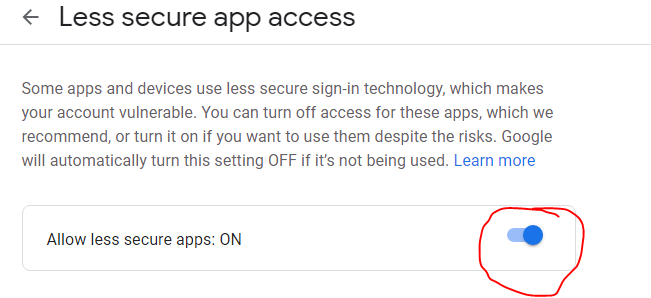 Less secure app access
Some apps and devices use less secure sign-in technology, which makes
your account vulnerable. You can turn off access for these apps, which we
recommend, or turn it on if you want to use them despite the risks. Google
will automatically turn this setting OFF if it's not being used. Learn more
Allow less secure apps: ON